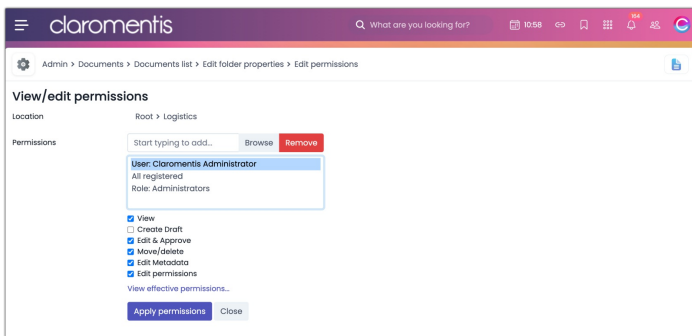 claromentis
What are you looking for?
10:58
164
Admin > Documents > Documents list > Edit folder properties > Edit permissions
View/edit permissions
Location
Root > Logistics
Permissions
Start typing to add...
Browse
Remove
User: Claromentis Administrator
All registered
Role: Administrators
View
Create Draft
Edit & Approve
Move/delete
Edit Metadata
Edit permissions
View effective permissions...
Apply permissions
Close